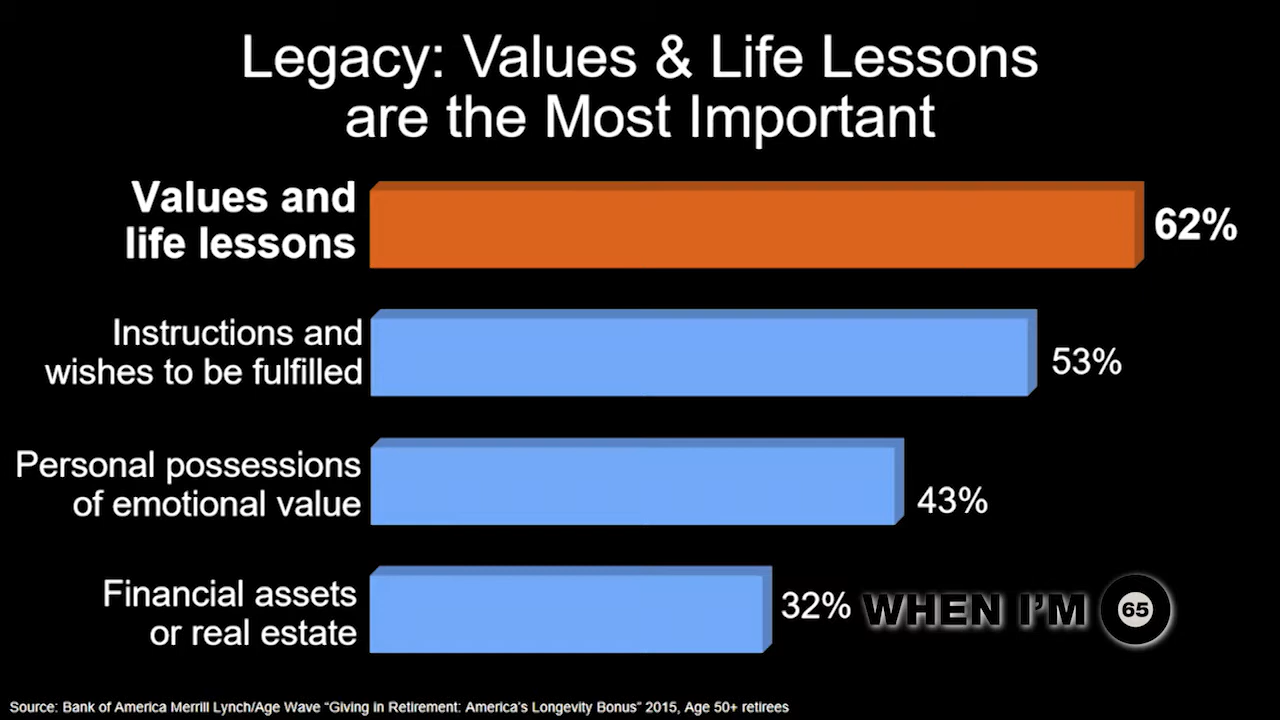 Legacy: Values & Life Lessons
are the Most Important
Values and
life lessons
62%
Instructions and
wishes to be fulfilled
53%
Personal possessions
of emotional value
43%
Financial assets
or real estate
32%
WHEN I'M 65
Source: Bank of America Merrill Lynch/Age Wave “Giving in Retirement: America’s Longevity Bonus” 2015, Age 50+ retirees